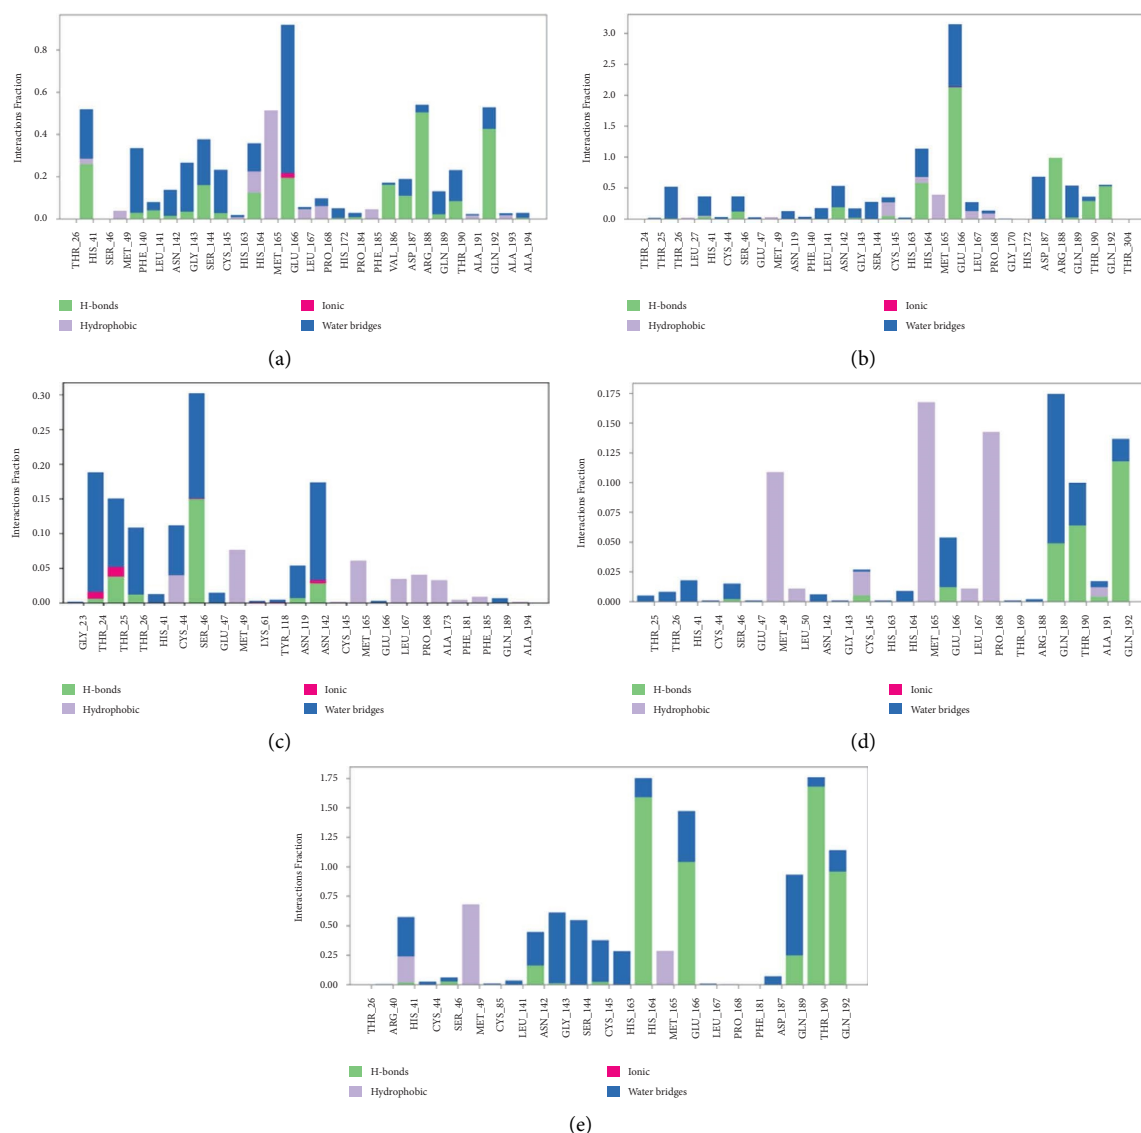 Interactions Fraction
0.8
0.6
0.4
0.2
0.0
THR_26
HIS_41
SER_46
MET_49
PHE_140
LEU_141
ASN_142
GLY_143
SER_144
CYS_145
HIS_163
HIS_164
MET_165
GLU_166
LEU_167
PRO_168
HIS_172
PRO_184
PHE_185
VAL_186
ASP_187
ARG_188
GLN_189
THR_190
ALA_191
GLN_192
ALA_193
ALA_194
H-bonds
Hydrophobic
Ionic
Water bridges
(a)
Interactions Fraction
3.0
2.5
2.0
1.5
1.0
0.5
0.0
THR_24
THR_25
THR_26
LEU_27
HIS_41
CYS_44
SER_46
GLU_47
MET_49
ASN_119
PHE_140
LEU_141
ASN_142
GLY_143
SER_144
CYS_145
HIS_163
HIS_164
MET_165
GLU_166
LEU_167
PRO_168
GLY_170
HIS_172
ASP_187
ARG_188
GLN_189
THR_190
GLN_192
THR_304
H-bonds
Hydrophobic
Ionic
Water bridges
(b)
Interactions Fraction
0.30
0.25
0.20
0.15
0.10
0.05
0.00
GLY_23
THR_24
THR_25
THR_26
HIS_41
CYS_44
SER_46
GLU_47
MET_49
LYS_61
TYR_118
ASN_119
ASN_142
CYS_145
MET_165
GLU_166
LEU_167
PRO_168
ALA_173
PHE_181
PHE_185
GLN_189
ALA_194
H-bonds
Hydrophobic
Ionic
Water bridges
(c)
Interactions Fraction
0.175
0.150
0.125
0.100
0.075
0.050
0.025
0.000
THR_25
THR_26
HIS_41
CYS_44
SER_46
GLU_47
MET_49
LEU_50
ASN_142
GLY_143
CYS_145
HIS_163
HIS_164
MET_165
GLU_166
LEU_167
PRO_168
THR_169
ARG_188
GLN_189
THR_190
ALA_191
GLN_192
H-bonds
Hydrophobic
Ionic
Water bridges
(d)
Interactions Fraction
1.75
1.50
1.25
1.00
0.75
0.50
0.25
0.00
THR_26
ARG_40
HIS_41
CYS_44
SER_46
MET_49
CYS_85
LEU_141
ASN_142
GLY_143
SER_144
CYS_145
HIS_163
HIS_164
MET_165
GLU_166
LEU_167
PRO_168
PHE_181
ASP_187
GLN_189
THR_190
GLN_192
H-bonds
Hydrophobic
Ionic
Water bridges
(e)